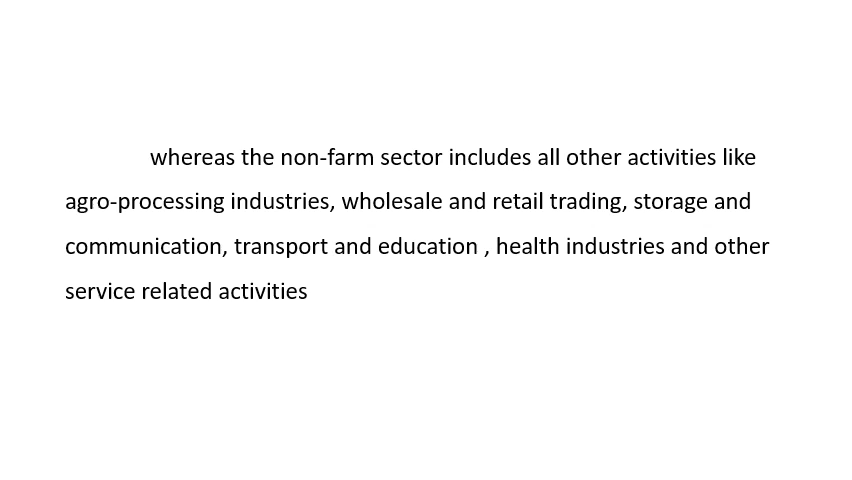 whereas the non-farm sector includes all other activities like
agro-processing industries, wholesale and retail trading, storage and
communication, transport and education , health industries and other
service related activities